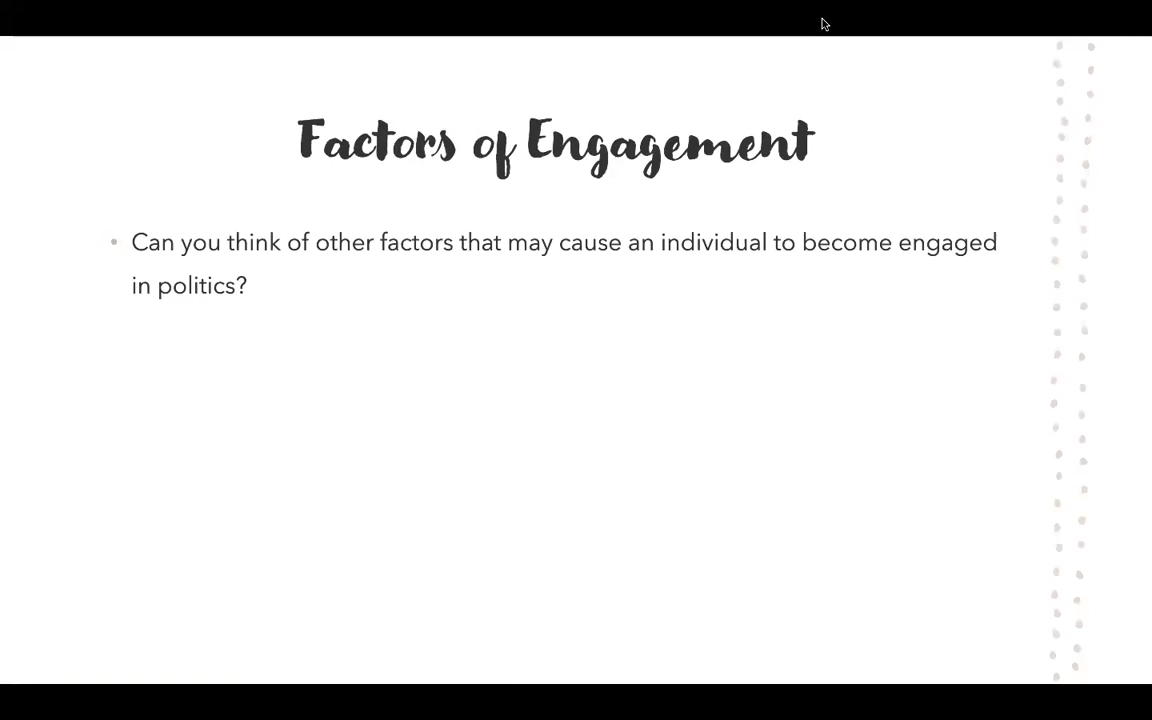 Factors of Engagement
• Can you think of other factors that may cause an individual to become engaged
in politics?